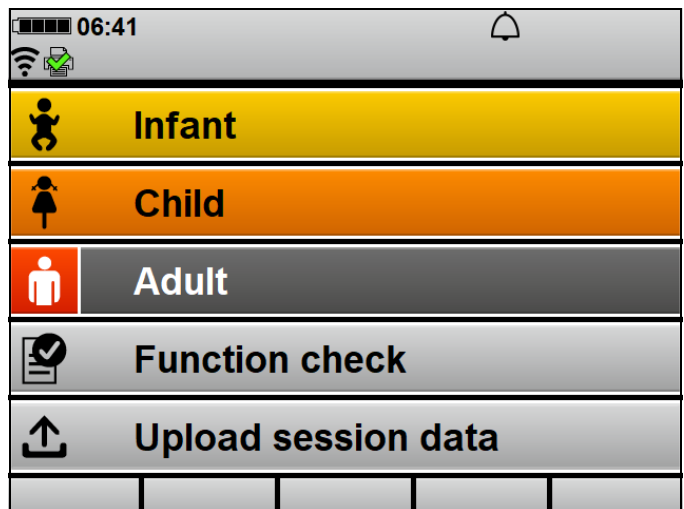 06:41
Infant
Child
Adult
Function check
Upload session data